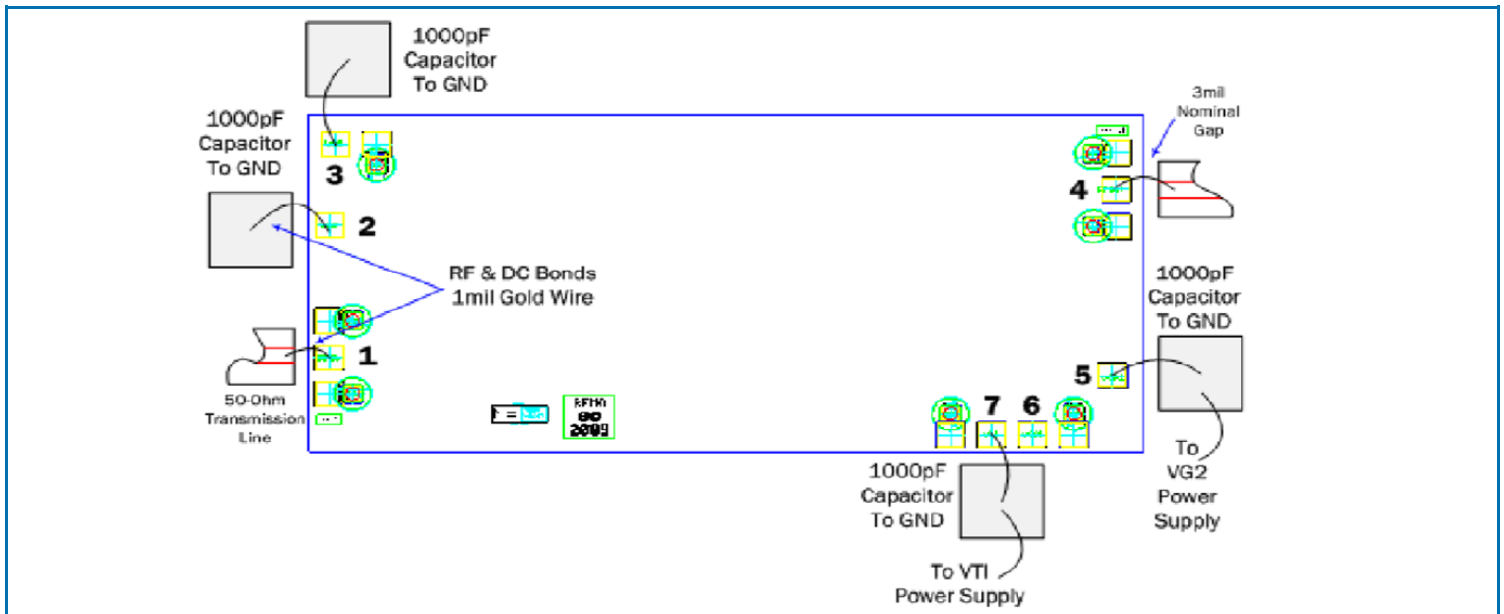 1000pF
Capacitor
To GND
1000pF
Capacitor
To GND
3mil
Nominal
Gap
3
4
2
RF & DC Bonds
1mil Gold Wire
1000pF
Capacitor
To GND
1
5
50-Ohm
Transmission
Line
7 6
2009
1000pF
Capacitor
To GND
To
VG2
Power
Supply
To VTI
Power Supply